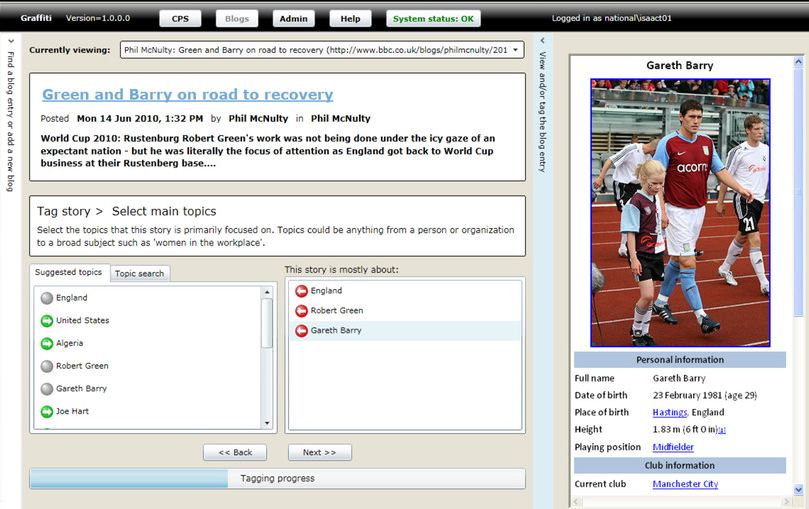 Graffiti Version=1.0.0.0 CPS Blogs Admin Help System status: OK Logged in as national\isaact01
Find a blog entry or add a new blog
Currently viewing: Phil McNulty: Green and Barry on road to recovery (http://www.bbc.co.uk/blogs/philmcnulty/201
Green and Barry on road to recovery
Posted Mon 14 Jun 2010, 1:32 PM by Phil McNulty in Phil McNulty
World Cup 2010: Rustenburg Robert Green's work was not being done under the icy gaze of an
expectant nation - but he was literally the focus of attention as England got back to World Cup
business at their Rustenberg base....
Tag story > Select main topics
Select the topics that this story is primarily focused on. Topics could be anything from a person or organization
to a broad subject such as 'women in the workplace'.
Suggested topics Topic search
England
United States
Algeria
Robert Green
Gareth Barry
Joe Hart
This story is mostly about:
England
Robert Green
Gareth Barry
<< Back Next >>
Tagging progress
View and/or tag the blog entry
Gareth Barry
acorns
21
Personal information
Full name Gareth Barry
Date of birth 23 February 1981 (age 29)
Place of birth Hastings, England
Height 1.83 m (6 ft 0 in)[1]
Playing position Midfielder
Club information
Current club Manchester City